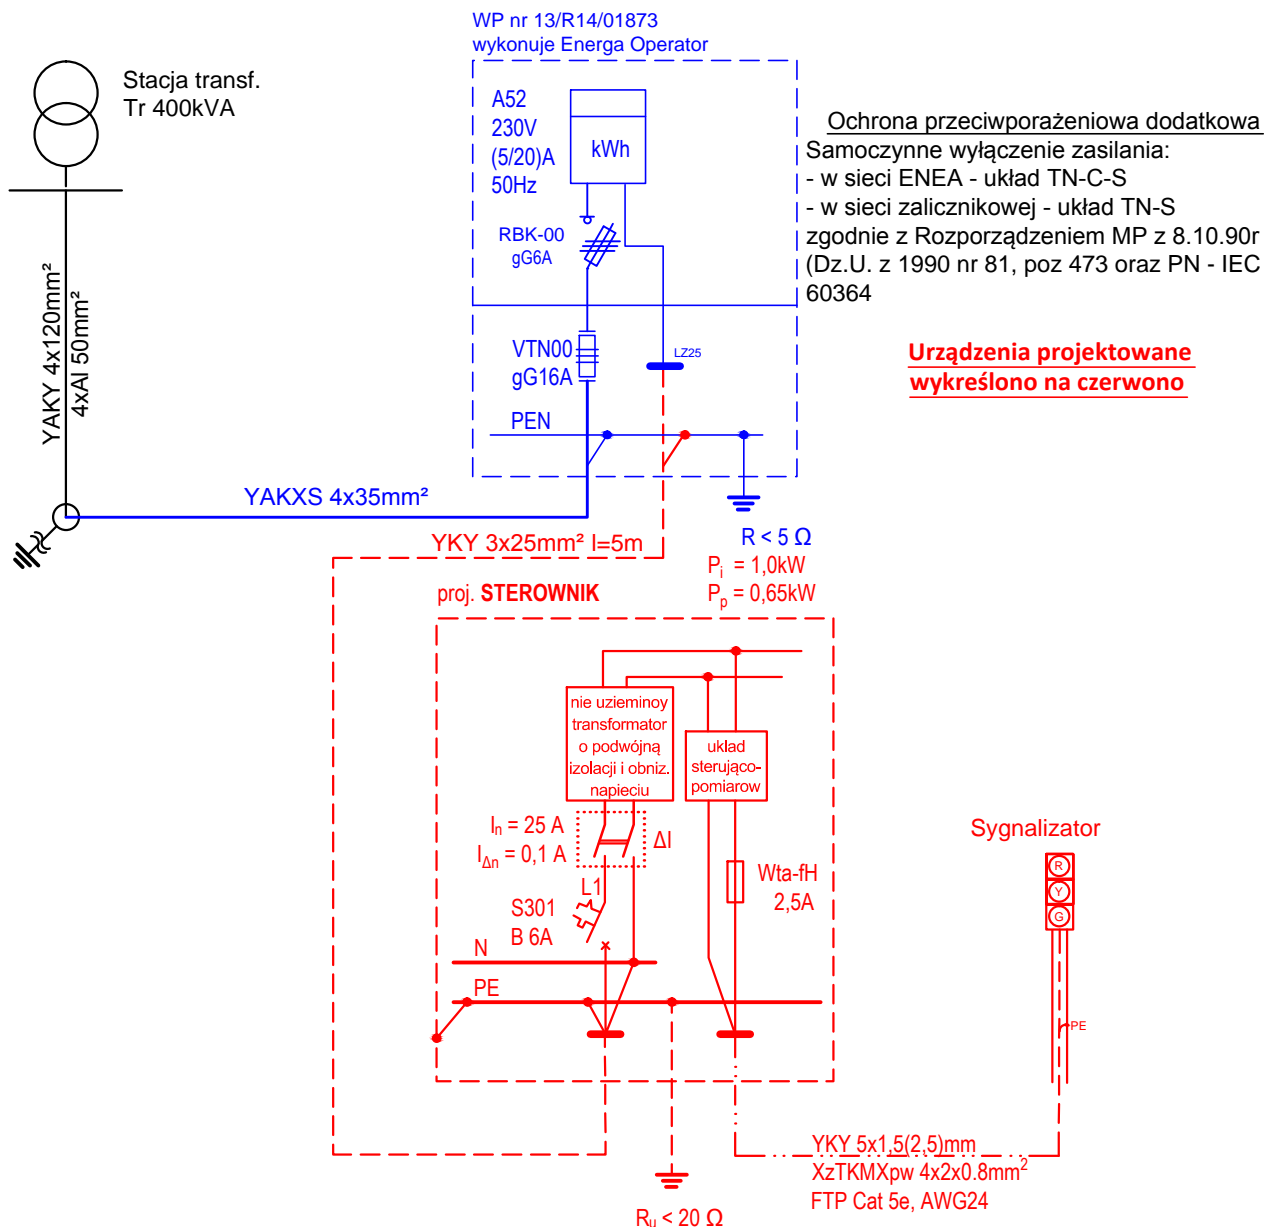 WP nr 13/R14/01873
wykonuje Energa Operator
Stacja transf.
Tr 400kVA
A52
230V
(5/20)A
50Hz
kWh
RBK-00
gG6A
Ochrona przeciwporażeniowa dodatkowa
Samoczynne wyłączenie zasilania:
- w sieci ENEA - układ TN-C-S
- w sieci zalicznikowej - układ TN-S
zgodnie z Rozporządzeniem MP z 8.10.90r
(Dz.U. z 1990 nr 81, poz 473 oraz PN - IEC
60364
Urządzenia projektowane
wykreślono na czerwono
YAKY 4x120mm²
4xAl 50mm²
VTN00
gG16A
LZ25
PEN
YAKXS 4x35mm²
R < 5 Ω
YKY 3x25mm² l=5m
Pi = 1,0kW
Pp = 0,65kW
proj. STEROWNIK
nie uzieminoy
transformator
o podwójną
izolacji i obniz.
napieciu
uklad
sterująco-
pomiarow
In = 25 A
IΔn = 0,1 A
ΔI
L1
S301
B 6A
Wta-fH
2,5A
N
PE
Sygnalizator
R
Y
G
PE
YKY 5x1,5(2,5)mm
XzTKMXpw 4x2x0.8mm²
FTP Cat 5e, AWG24
Ru < 20 Ω